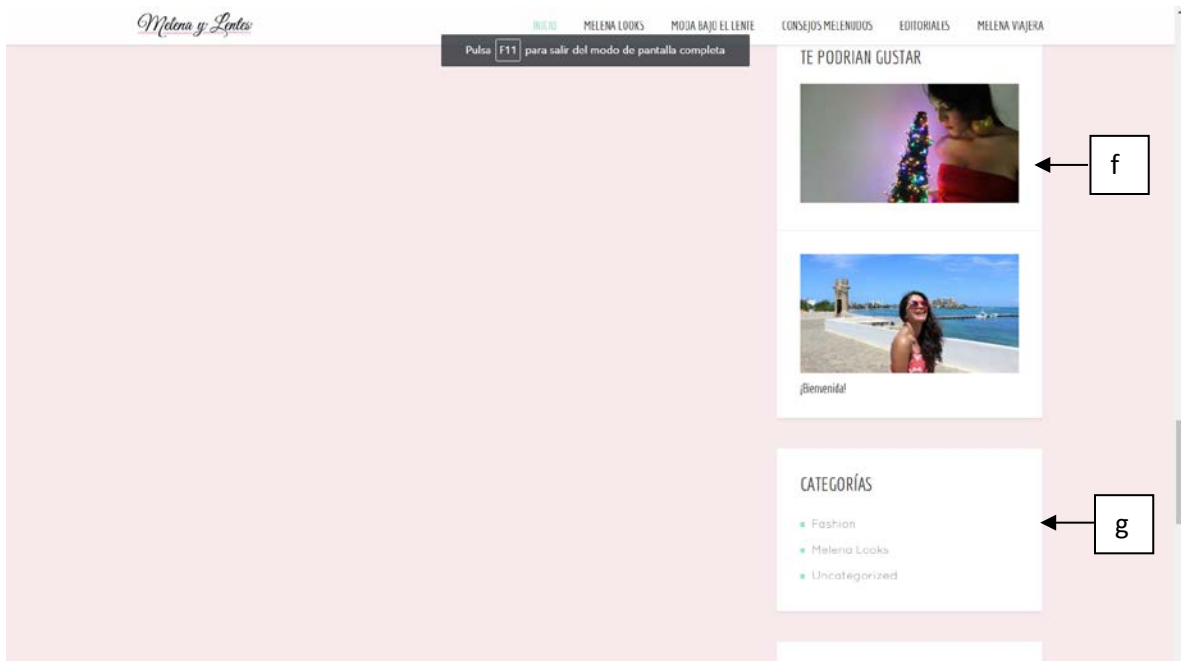 Melena y Lentes
INICIO MELENA LOOKS MODA BAJO EL LENTE CONSEJOS MELENUDOS EDITORIALES MELENA VIAJERA
Pulsa F11 para salir del modo de pantalla completa
TE PODRIAN GUSTAR
f
¡Bienvenida!
CATEGORÍAS
g
Fashion
Melena Looks
Uncategorized